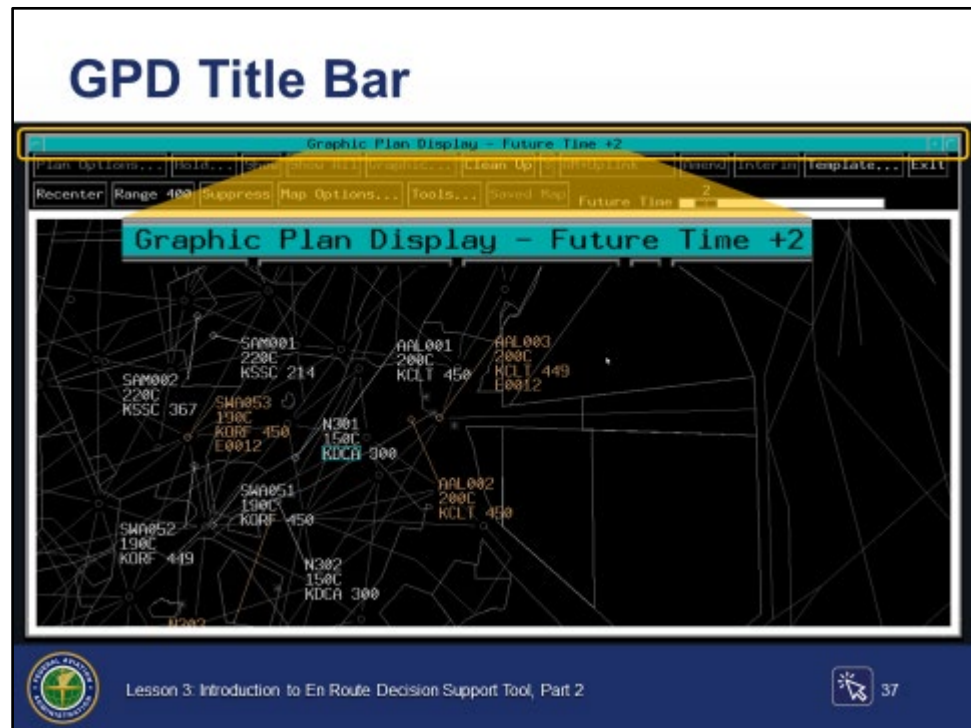 GPD Title Bar
Graphic Plan Display - Future Time +2
Plan Options... Hold... Show Show All Graphic... Clean Up Amend Interim Template... Exit
Recenter Range 400 Suppress Map Options... Tools... Saved Map Future Time 2
Graphic Plan Display - Future Time +2
SAM001
220C
KSSC 214
AAL001
200C
KCLT 450
AAL003
200C
KCLT 449
E0012
SAM002
220C
KSSC 367
SWA053
190C
KORF 450
E0012
N301
150C
KDCA 300
SWA051
190C
KORF 450
AAL002
200C
KCLT 450
SWA052
190C
KORF 449
N302
150C
KDCA 300
FEDERAL AVIATION
ADMINISTRATION
Lesson 3: Introduction to En Route Decision Support Tool, Part 2
37